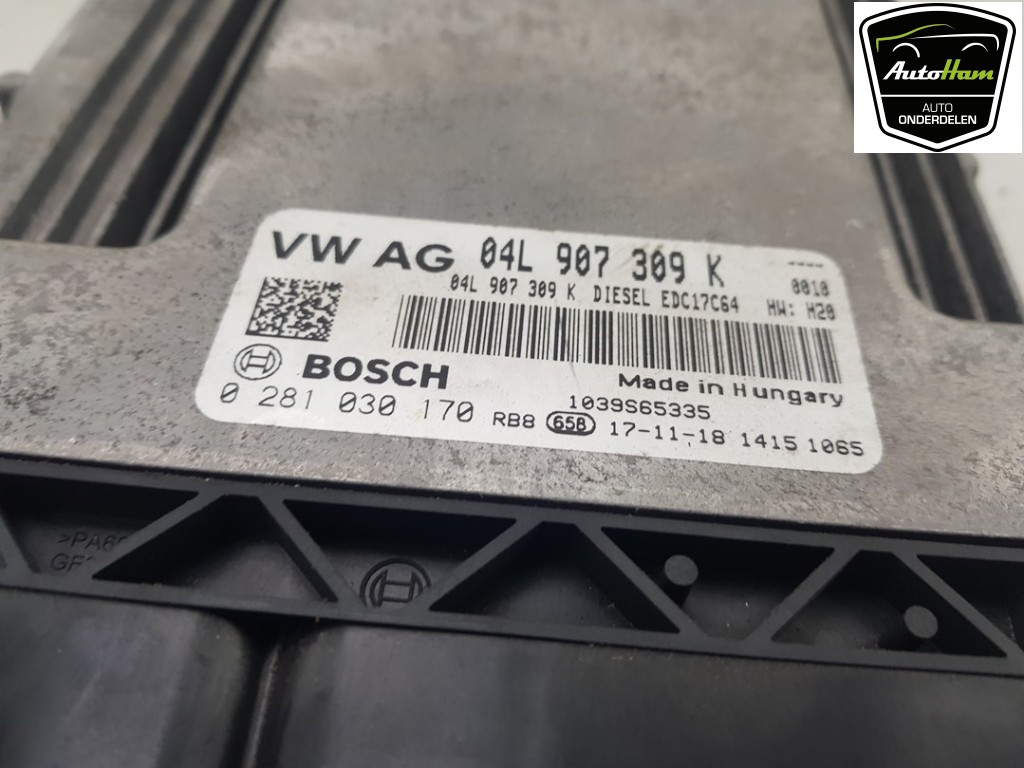 AutoHam
AUTO
ONDERDELEN
VW AG 04L 907 309 K ----
04L 907 309 K DIESEL EDC17C64 0010
HW: H20
BOSCH
Made in Hungary
0 281 030 170 1039S65335
RB8 65B 17-11-18 1415 1065